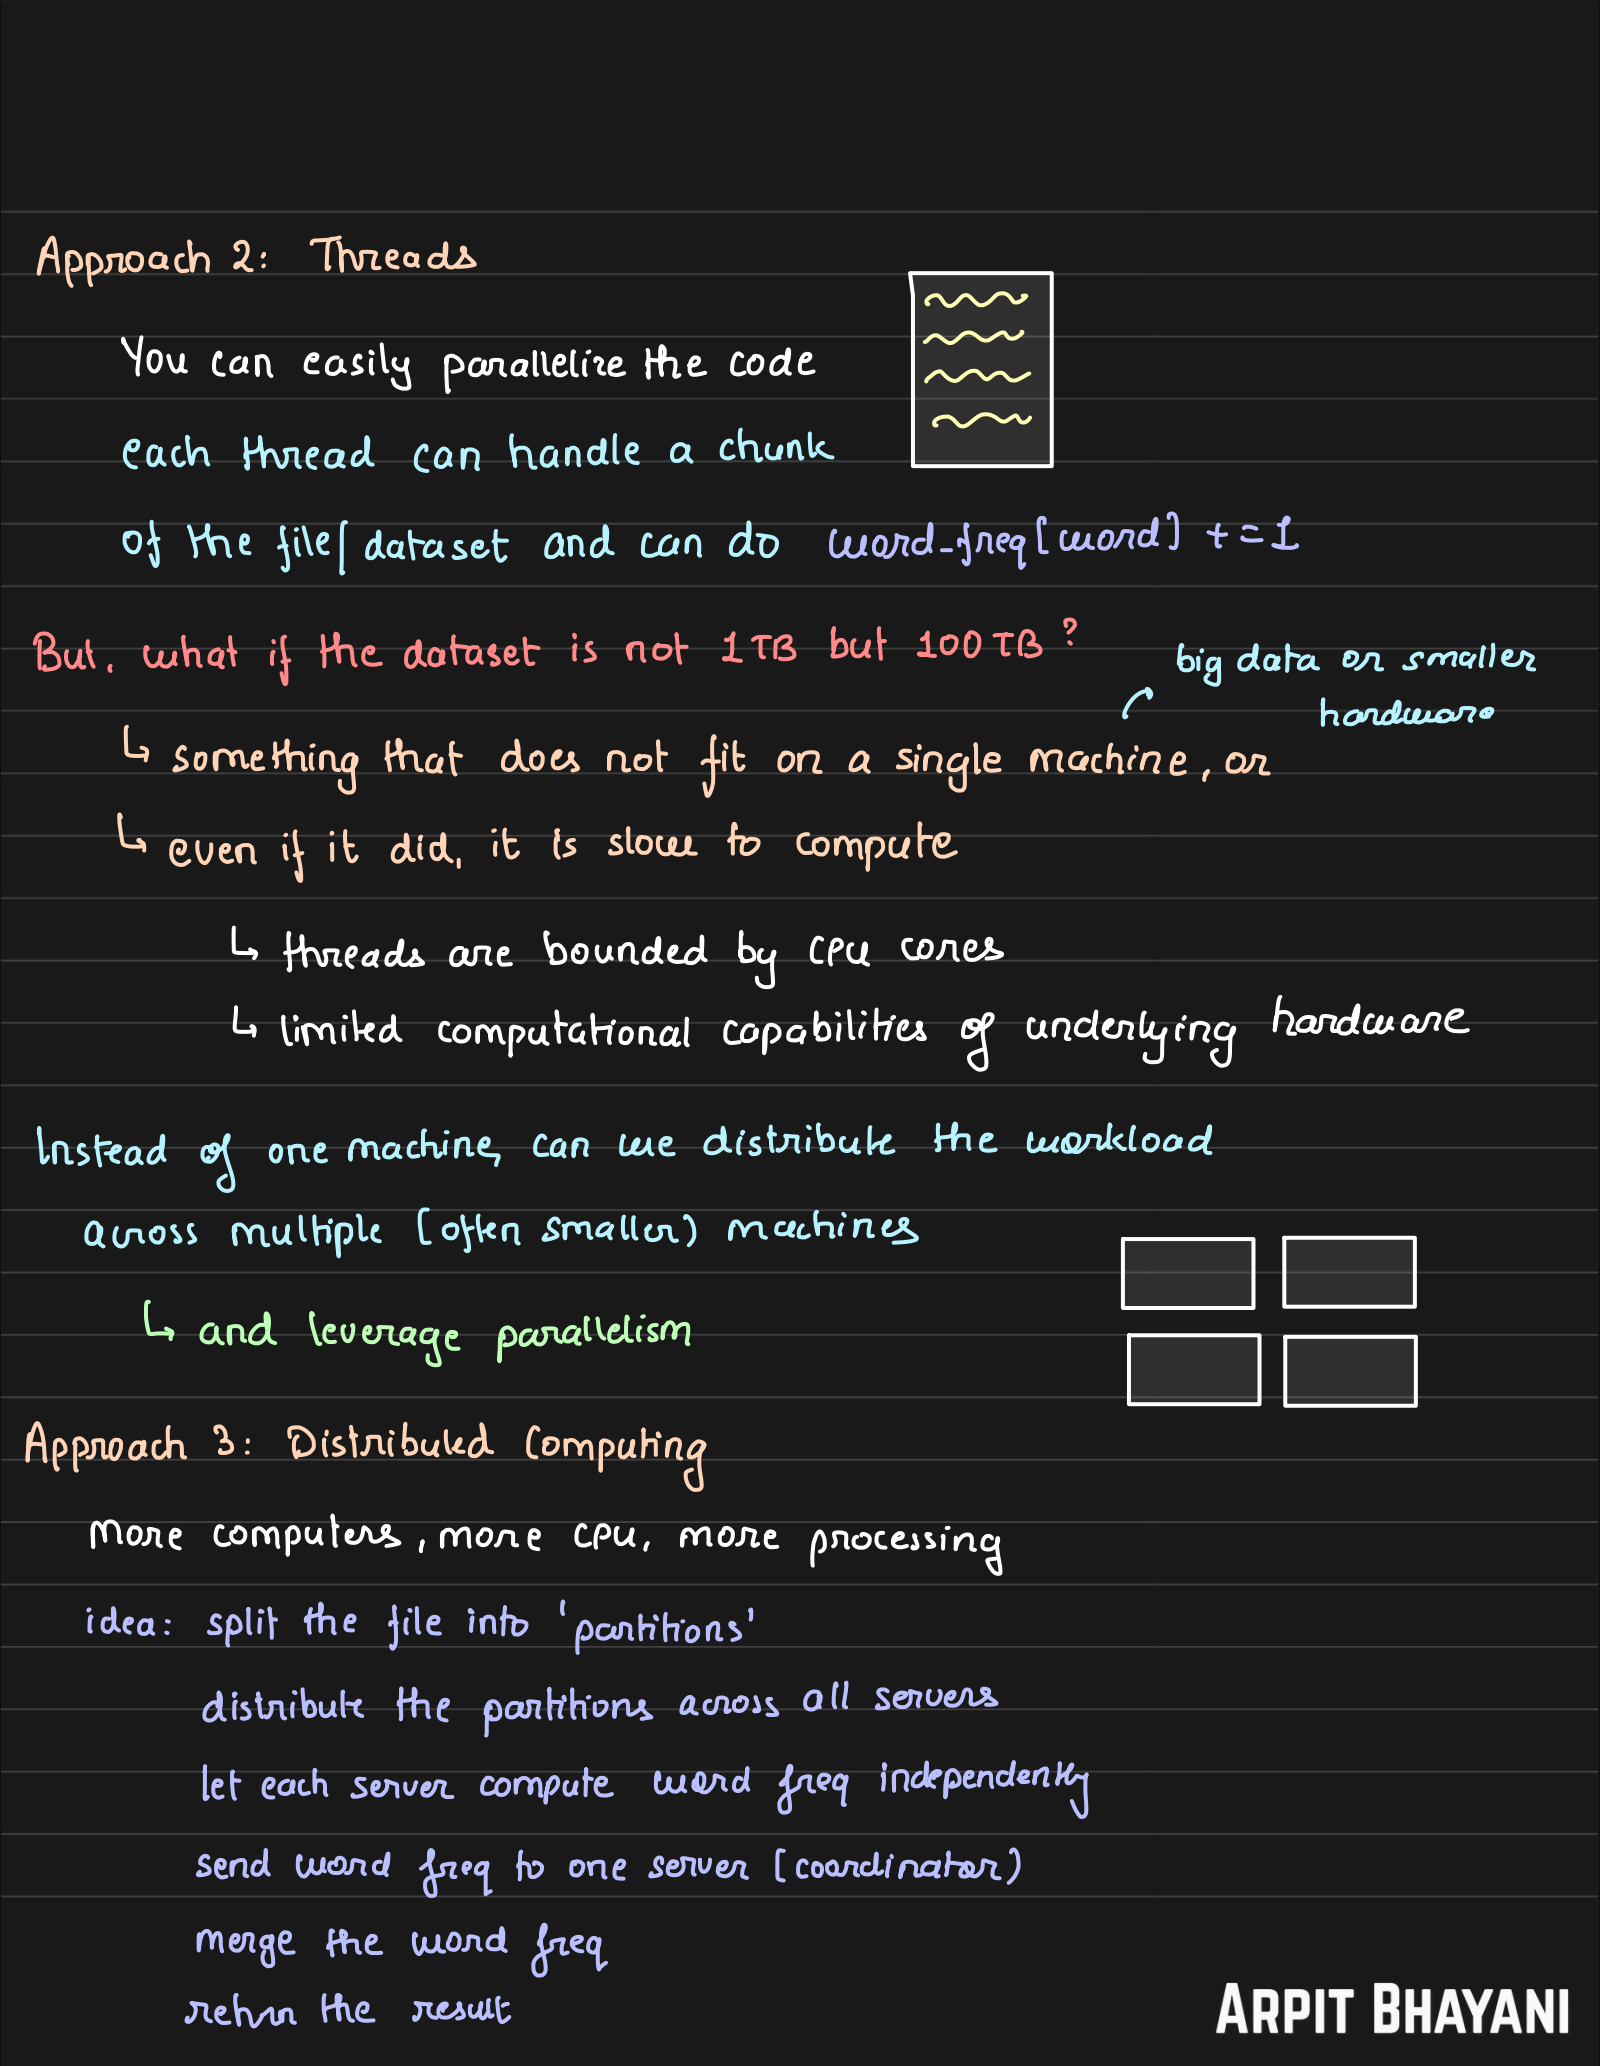 Approach 2: Threads
You can easily parallelize the code
each thread can handle a chunk
of the file/dataset and can do word_freq[word] += 1
But, what if the dataset is not 1TB but 100TB?
big data or smaller
hardware
↳ something that does not fit on a single machine, or
↳ even if it did, it is slow to compute
↳ threads are bounded by CPU cores
↳ limited computational capabilities of underlying hardware
Instead of one machine, can we distribute the workload
across multiple (often smaller) machines
↳ and leverage parallelism
Approach 3: Distributed Computing
More computers, more CPU, more processing
idea: split the file into 'partitions'
distribute the partitions across all servers
let each server compute word freq independently
send word freq to one server (coordinator)
merge the word freq
return the result
ARPIT BHAYANI